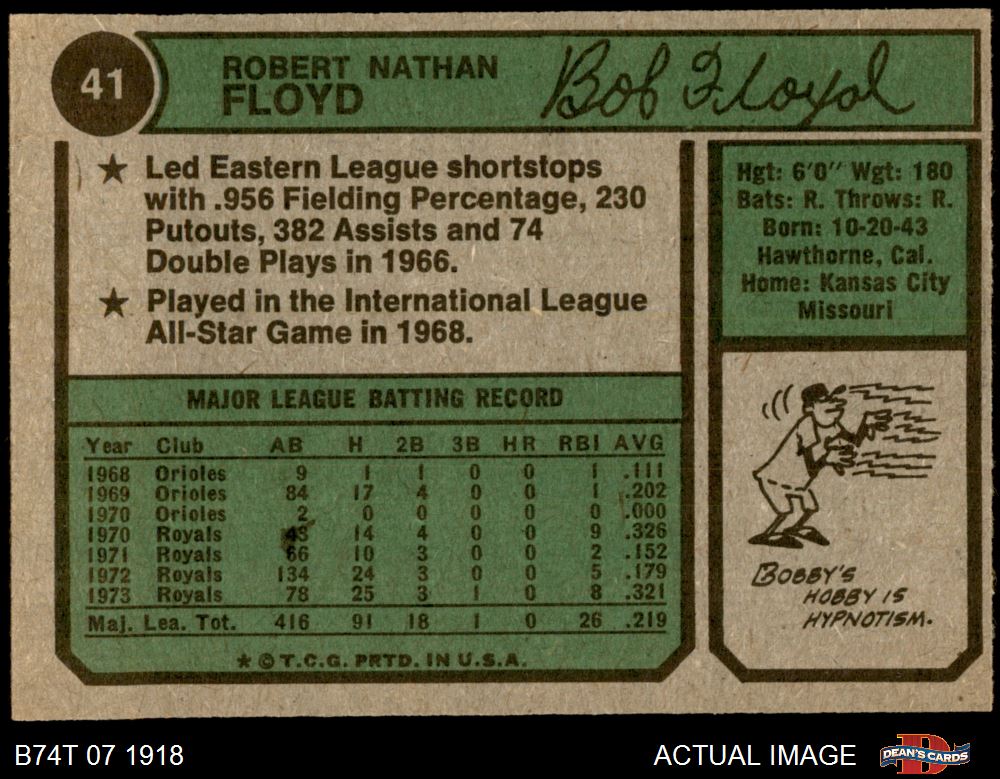 41
ROBERT NATHAN
FLOYD
Bob Floyd
★ Led Eastern League shortstops
with .956 Fielding Percentage, 230
Putouts, 382 Assists and 74
Double Plays in 1966.
★ Played in the International League
All-Star Game in 1968.
Hgt: 6'0" Wgt: 180
Bats: R. Throws: R.
Born: 10-20-43
Hawthorne, Cal.
Home: Kansas City
Missouri
MAJOR LEAGUE BATTING RECORD
Year Club AB H 2B 3B HR RBI AVG
1968 Orioles 9 1 1 0 0 1 .111
1969 Orioles 84 17 4 0 0 1 .202
1970 Orioles 2 0 0 0 0 0 .000
1970 Royals 43 14 4 0 0 9 .326
1971 Royals 66 10 3 0 0 2 .152
1972 Royals 134 24 3 0 0 5 .179
1973 Royals 78 25 3 1 0 8 .321
Maj. Lea. Tot. 416 91 18 1 0 26 .219
★ © T.C.G. PRTD. IN U.S.A.
BOBBY'S
HOBBY IS
HYPNOTISM.
B74T 07 1918
ACTUAL IMAGE
DEAN'S CARDS